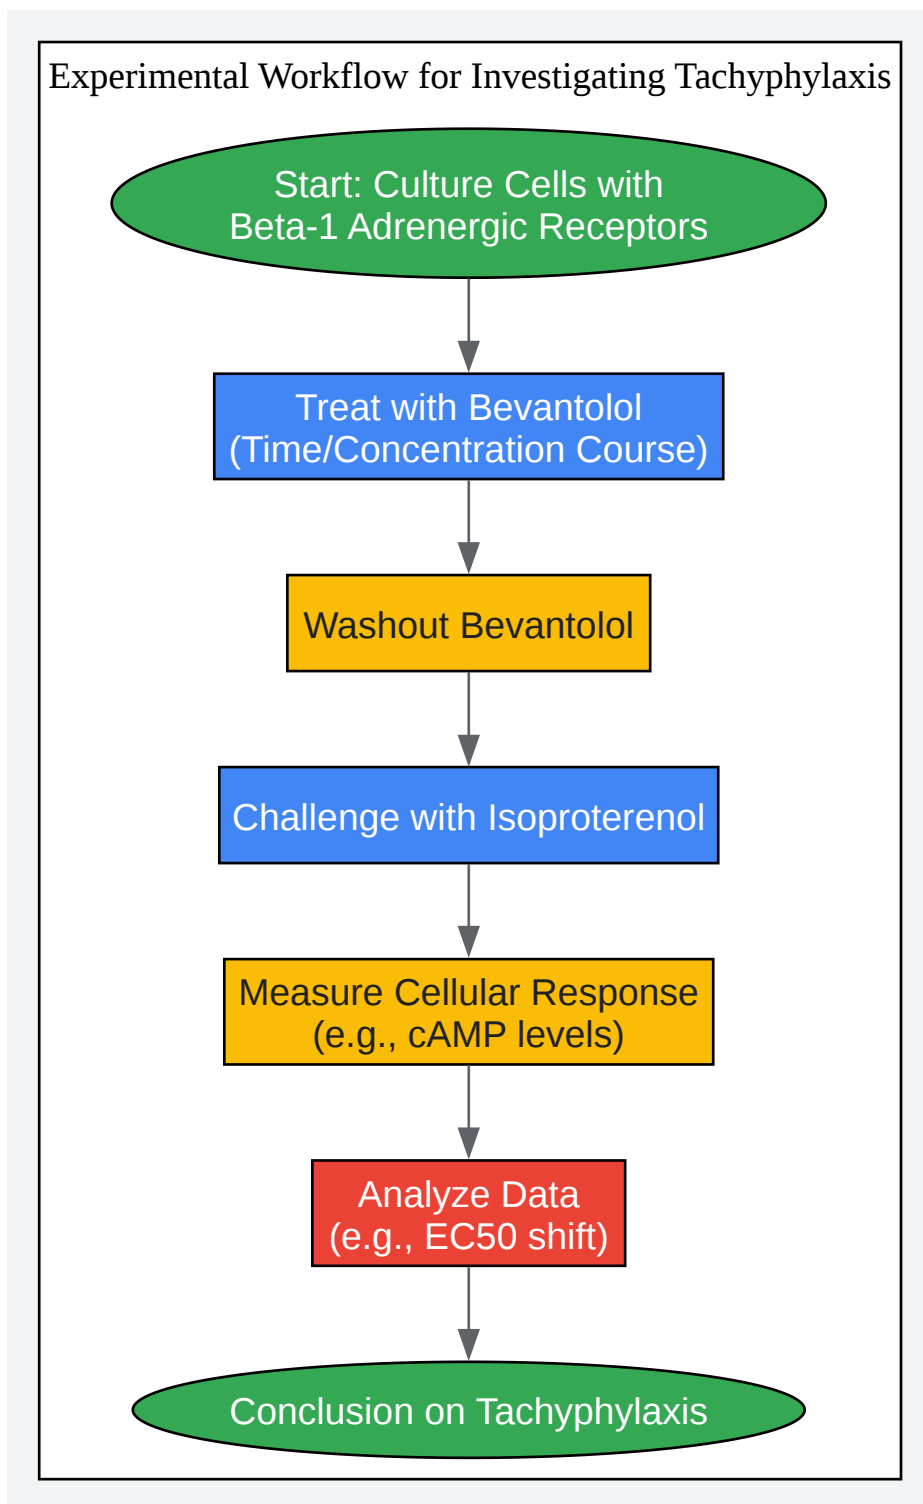 Experimental Workflow for Investigating Tachyphylaxis
Start: Culture Cells with
Beta-1 Adrenergic Receptors
Treat with Bevantolol
(Time/Concentration Course)
Washout Bevantolol
Challenge with Isoproterenol
Measure Cellular Response
(e.g., cAMP levels)
Analyze Data
(e.g., EC50 shift)
Conclusion on Tachyphylaxis